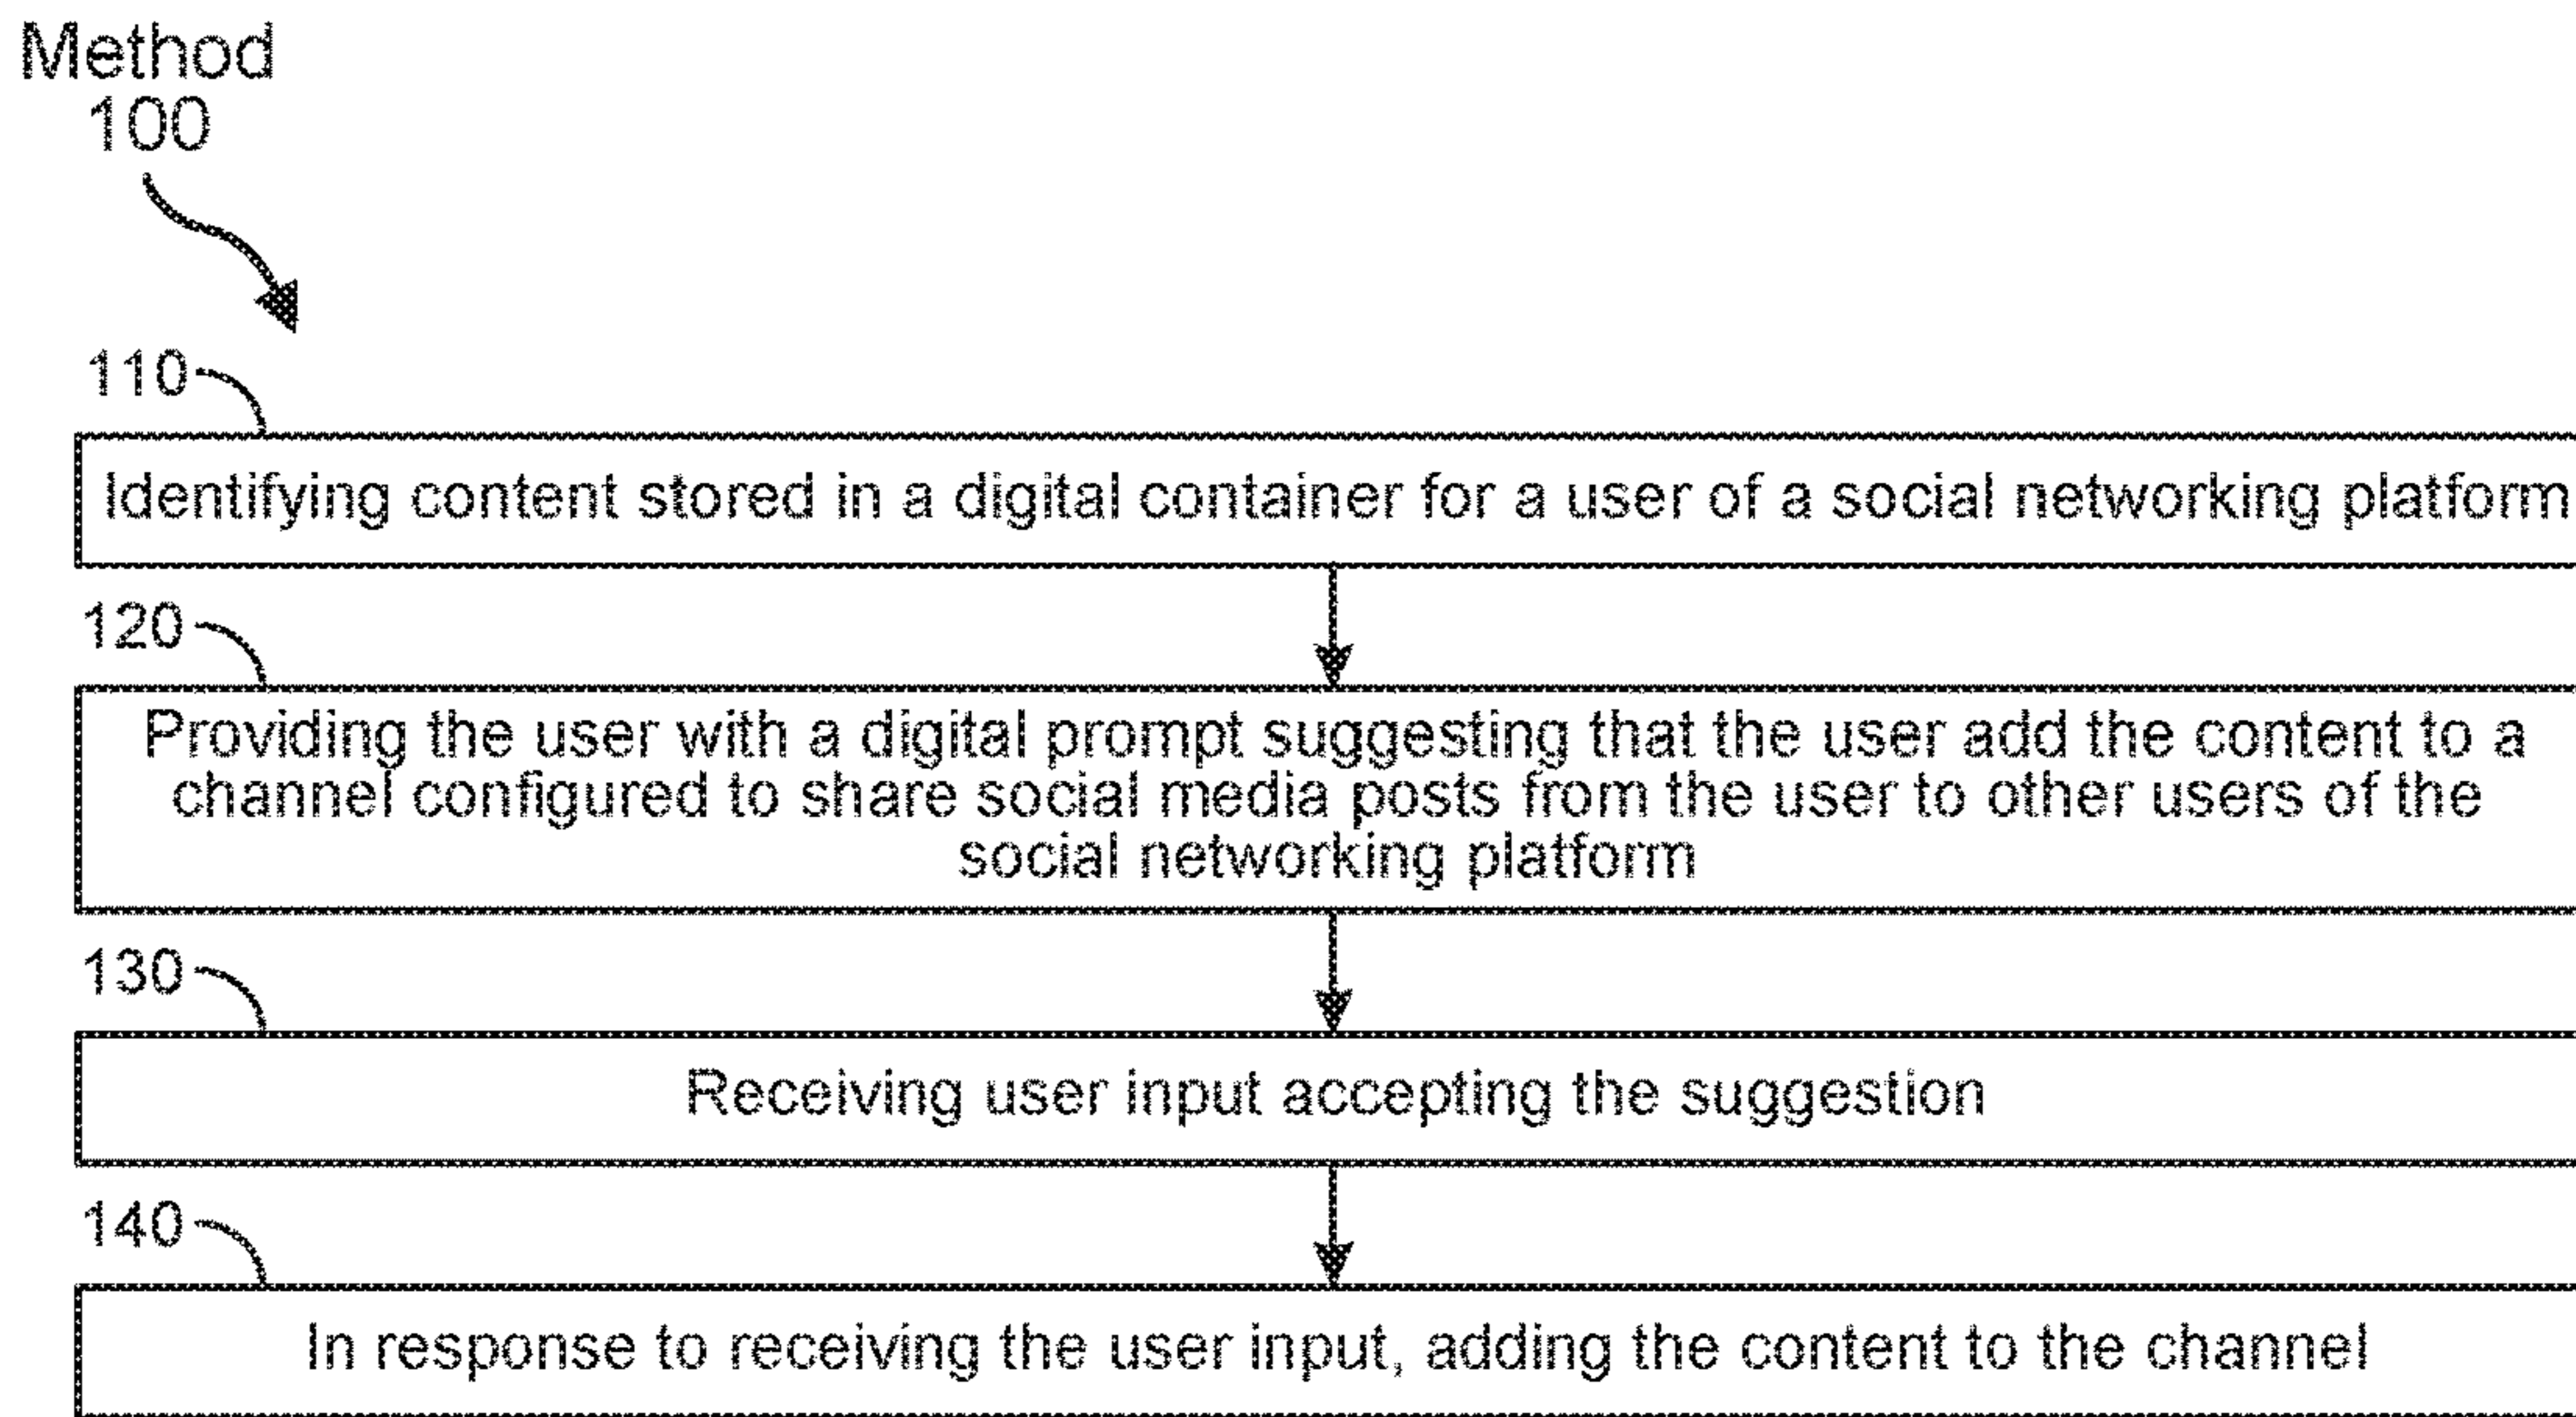 Method
100
110
Identifying content stored in a digital container for a user of a social networking platform
120
Providing the user with a digital prompt suggesting that the user add the content to a
channel configured to share social media posts from the user to other users of the
social networking platform
130
Receiving user input accepting the suggestion
140
In response to receiving the user input, adding the content to the channel